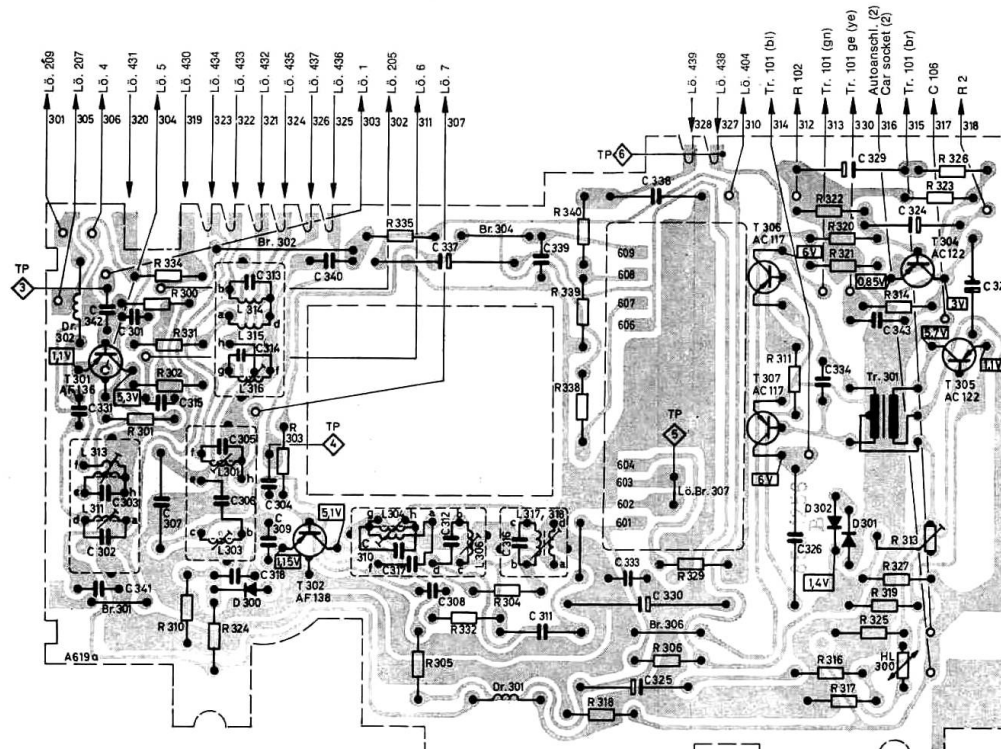 Lö. 209
Lö. 207
Lö. 4
Lö. 431
Lö. 5
Lö. 430
Lö. 434
Lö. 433
Lö. 432
Lö. 435
Lö. 437
Lö. 436
Lö. 1
Lö. 205
Lö. 6
Lö. 7
Lö. 439
Lö. 438
Lö. 404
Tr. 101 (bl)
R 102
Tr. 101 (gn)
Tr. 101 ge (ye)
Autoanschl. (2)
Car socket (2)
Tr. 101 (br)
C 106
R 2
301
305
306
320
304
319
323
322
321
324
326
325
303
302
311
307
328
327
310
314
312
313
330
316
315
317
318
TP
6
C 329
R 326
C 338
R 323
R 322
C 324
R 340
R 335
Br. 304
R 320
T 306
AC 117
6V
T 304
AC 122
Br. 302
C 337
C 339
609
R 321
C 340
608
TP
3
R 334
C 313
0,85V
R 300
b
e
R 339
607
R 314
3V
C 342
C 301
L 314
606
C 343
Dr. 302
a
d
L 315
5,7V
R 331
h
1,1V
C 314
T 301
AF 136
R 302
g
f
L 316
R 311
C 334
1,1V
T 305
AC 122
5,3V
C 315
R 338
T 307
AC 117
Tr. 301
C 331
R 301
R 303
TP
4
TP
5
C 305
L 313
L 301
604
6V
C 303
603
Lö.Br. 307
L 311
C 306
C 304
602
C 307
C 309
5,1V
L 304
C 312
L 317
318
601
D 302
D 301
C 302
L 303
L 306
C 316
R 313
1,15V
C 310
C 326
C 317
C 318
T 302
AF 138
C 333
R 329
R 327
C 341
D 300
1,4V
C 308
R 304
C 330
R 319
Br. 301
R 310
R 324
R 332
C 311
Br. 306
R 325
A619a
R 305
R 306
R 316
HL 300
Dr. 301
C 325
R 317
R 318